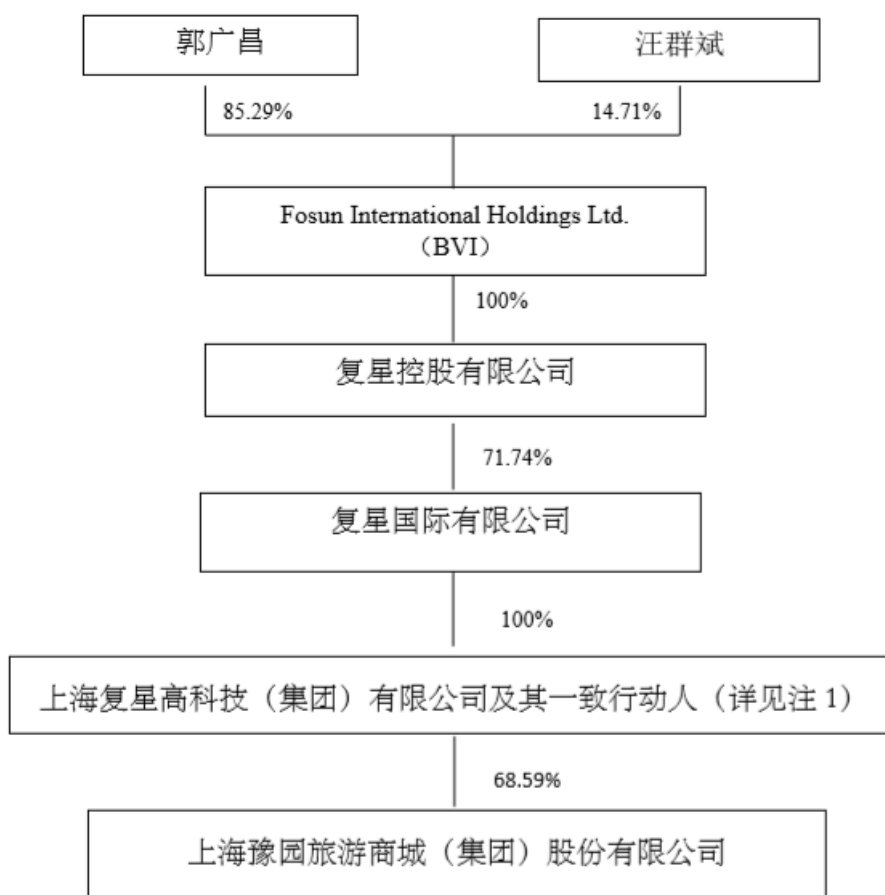 郭广昌
汪群斌
85.29%
14.71%
Fosun International Holdings Ltd.
（BVI）
100%
复星控股有限公司
71.74%
复星国际有限公司
100%
上海复星高科技（集团）有限公司及其一致行动人（详见注 1）
68.59%
上海豫园旅游商城（集团）股份有限公司